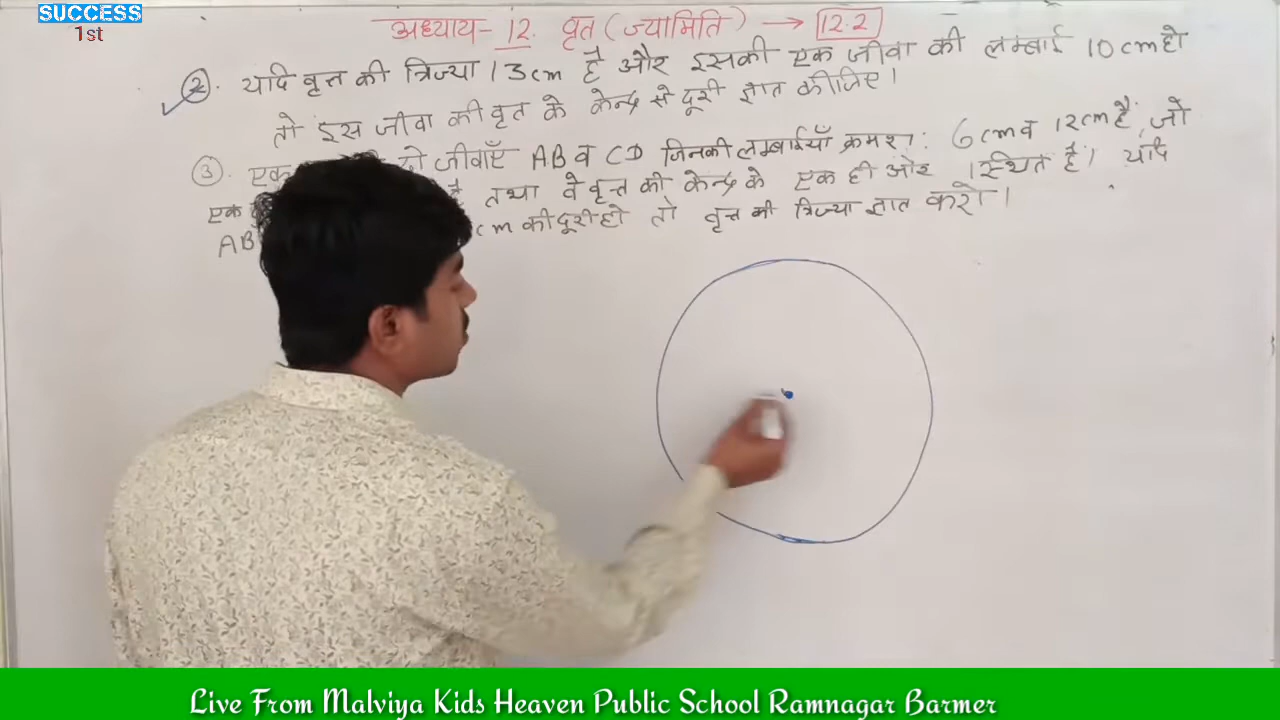 SUCCESS
1st
अध्याय- 12. वृत (ज्यामिति) → 12.2
②. यदि वृत्त की त्रिज्या 13cm है और इसकी एक जीवा की लम्बाई 10cm हो
तो इस जीवा की वृत के केन्द्र से दूरी ज्ञात कीजिए।
③. एक दो जीवाएँ AB व CD जिनकी लम्बाईयाँ क्रमश: 6cm व 12cm है, जो
एक है तथा वे वृत्त की केन्द्र के एक ही ओर स्थित है। यदि
AB cm की दूरी हो तो वृत्त की त्रिज्या ज्ञात करो।
Live From Malviya Kids Heaven Public School Ramnagar Barmer